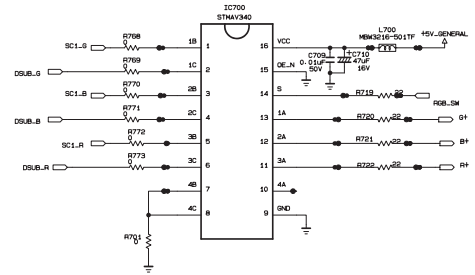 IC700
STMAV340
L700
MBW3216-501TF
+5V_GENERAL
SC1_G
R768
0
1B
1
16
VCC
C709
0.01uF
50V
C710
47uF
16V
DSUB_G
R769
0
1C
2
15
OE_N
SC1_B
R770
0
2B
3
14
S
R719
22
RGB_SW
DSUB_B
R771
0
2C
4
13
1A
R720
22
G+
SC1_R
R772
0
3B
5
12
2A
R721
22
B+
DSUB_R
R773
0
3C
6
11
3A
R722
22
R+
4B
7
10
4A
4C
8
9
GND
R701
0